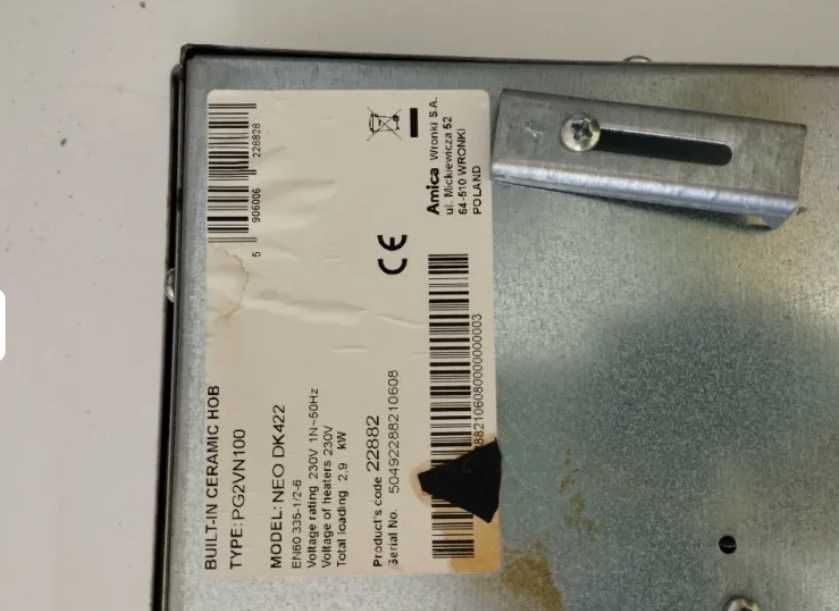 BUILT-IN CERAMIC HOB
TYPE: PG2VN100
MODEL: NEO DK422
EN60 335-1/2-6
Voltage rating 230V 1N~50Hz
Voltage of heaters 230V
Total loading 2,9 kW
Product's code 22882
Serial No. 504922288210608
5 906006 228828
CE
Amica Wronki S.A.
ul. Mickiewicza 52
64-510 WRONKI
POLAND